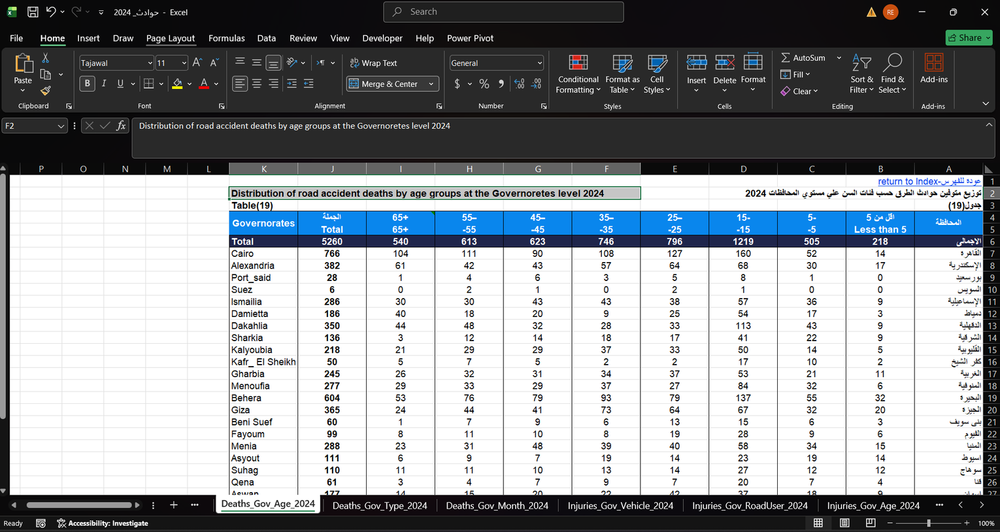 حوادث_ 2024 - Excel
Search
RE
File Home Insert Draw Page Layout Formulas Data Review View Developer Help Power Pivot
Share
Paste
Clipboard
Tajawal 11
B I U
Font
Wrap Text
Merge & Center
Alignment
General
$ % 9
Number
Conditional Formatting
Format as Table
Cell Styles
Styles
Insert Delete Format
Cells
AutoSum
Fill
Clear
Sort & Filter
Find & Select
Editing
Add-ins
Add-ins
F2
fx
Distribution of road accident deaths by age groups at the Governoretes level 2024
P O N M L K J I H G F E D C B A
return to Index-عودة للفهرس 1
Distribution of road accident deaths by age groups at the Governoretes level 2024 توزيع متوفين حوادث الطرق حسب فئات السن علي مستوي المحافظات 2024 2
Table(19) جدول(19) 3
Governorates الجملة 65+ 55– 45– 35– 25– 15- 5- اقل من 5 المحافظة 4
Total 65+ -55 -45 -35 -25 -15 -5 Less than 5 5
Total 5260 540 613 623 746 796 1219 505 218 الاجمالى 6
Cairo 766 104 111 90 108 127 160 52 14 القاهرة 7
Alexandria 382 61 42 43 57 64 68 30 17 الإسكندرية 8
Port_said 28 1 4 6 3 5 8 1 0 بورسعيد 9
Suez 6 0 2 1 0 2 1 0 0 السويس 10
Ismailia 286 30 30 43 43 38 57 36 9 الإسماعيلية 11
Damietta 186 40 18 20 9 25 54 17 3 دمياط 12
Dakahlia 350 44 48 32 28 33 113 43 9 الدقهلية 13
Sharkia 136 3 12 14 18 17 41 22 9 الشرقية 14
Kalyoubia 218 21 29 29 37 33 50 14 5 القليوبية 15
Kafr_ El Sheikh 50 5 7 5 2 2 17 10 2 كفر الشيخ 16
Gharbia 245 26 32 31 34 37 53 21 11 الغربية 17
Menoufia 277 29 33 29 37 27 84 32 6 المنوفية 18
Behera 604 53 76 79 93 79 137 55 32 البحيرة 19
Giza 365 24 44 41 73 64 67 32 20 الجيزة 20
Beni Suef 60 1 7 9 6 13 15 6 3 بنى سويف 21
Fayoum 99 8 11 10 8 19 28 9 6 الفيوم 22
Menia 288 23 31 48 39 40 58 34 15 المنيا 23
Asyout 111 6 9 7 19 14 23 19 14 اسيوط 24
Suhag 110 11 11 10 13 14 27 12 12 سوهاج 25
Qena 61 3 4 7 9 7 20 7 4 قنا 26
Aswan 177 14 15 20 22 42 37 18 9 اسوان 27
Deaths_Gov_Age_2024 Deaths_Gov_Type_2024 Deaths_Gov_Month_2024 Injuries_Gov_Vehicle_2024 Injuries_Gov_RoadUser_2024 Injuries_Gov_Age_2024
Ready Accessibility: Investigate 100%